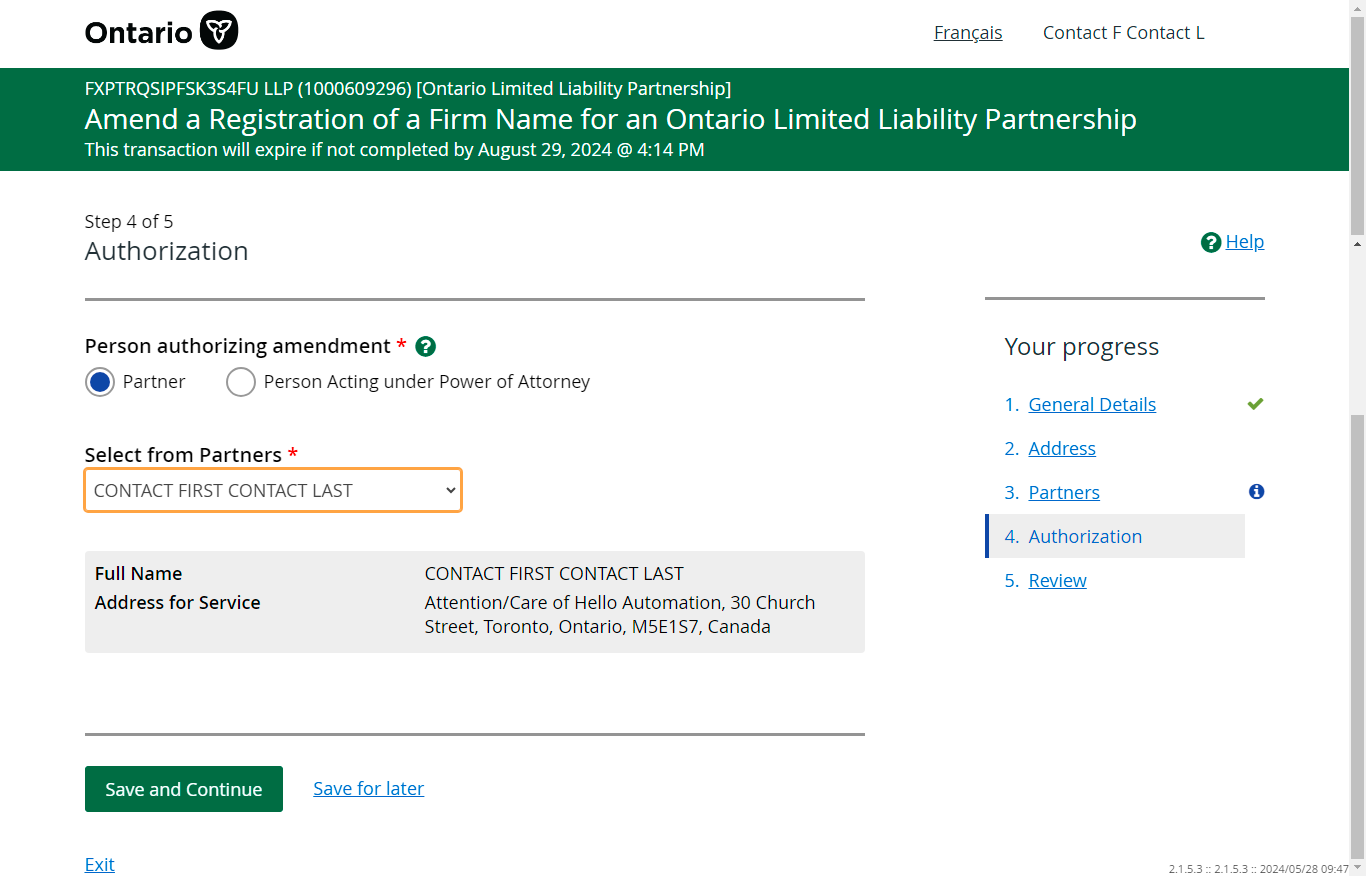 Ontario
Français
Contact F Contact L
FXPTRQSIPFSK3S4FU LLP (1000609296) [Ontario Limited Liability Partnership]
Amend a Registration of a Firm Name for an Ontario Limited Liability Partnership
This transaction will expire if not completed by August 29, 2024 @ 4:14 PM
Step 4 of 5
Authorization
? Help
Person authorizing amendment * ?
Partner
Person Acting under Power of Attorney
Select from Partners *
CONTACT FIRST CONTACT LAST
Full Name
CONTACT FIRST CONTACT LAST
Address for Service
Attention/Care of Hello Automation, 30 Church
Street, Toronto, Ontario, M5E1S7, Canada
Save and Continue
Save for later
Exit
Your progress
1. General Details
2. Address
3. Partners
4. Authorization
5. Review
2.1.5.3 :: 2.1.5.3 :: 2024/05/28 09:47